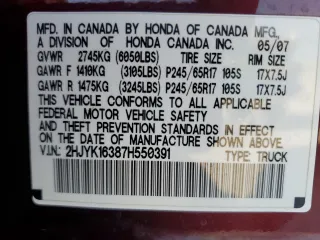 MFD. IN CANADA BY HONDA OF CANADA MFG.,
A DIVISION OF HONDA CANADA INC. 05/07
GVWR 2745KG (6050LBS) TIRE SIZE RIM SIZE
GAWR F 1410KG (3105LBS) P245/65R17 105S 17X7.5J
GAWR R 1475KG (3245LBS) P245/65R17 105S 17X7.5J
THIS VEHICLE CONFORMS TO ALL APPLICABLE
FEDERAL MOTOR VEHICLE SAFETY STANDARDS IN EFFECT
ON THE DATE OF MANUFACTURE SHOWN ABOVE.
V.I.N.: 2HJYK16387H550391 TYPE: TRUCK